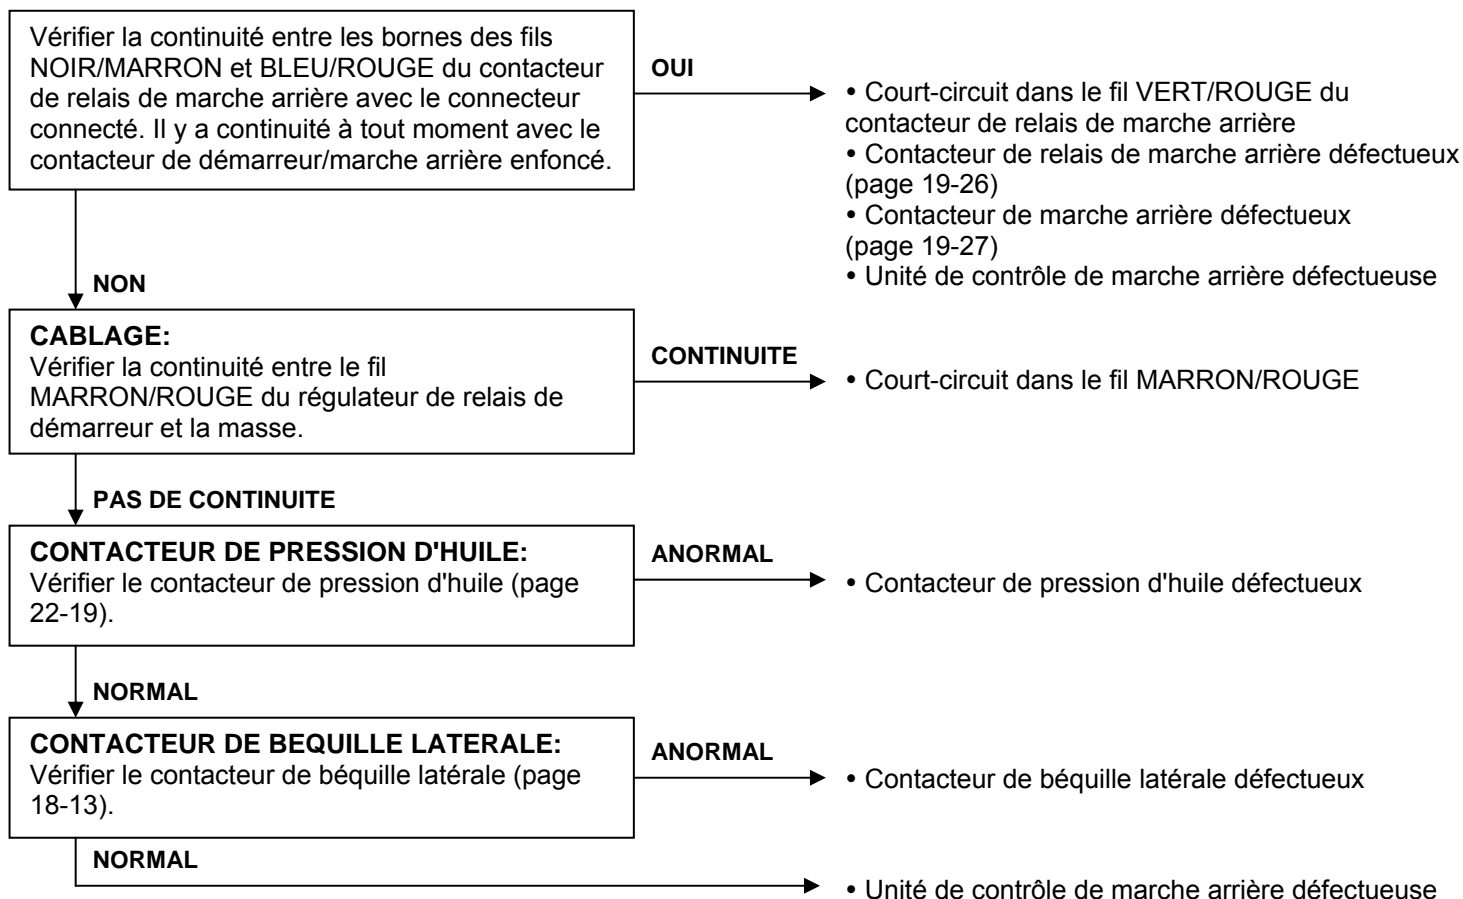 Vérifier la continuité entre les bornes des fils
NOIR/MARRON et BLEU/ROUGE du contacteur
de relais de marche arrière avec le connecteur
connecté. Il y a continuité à tout moment avec le
contacteur de démarreur/marche arrière enfoncé.
OUI
• Court-circuit dans le fil VERT/ROUGE du
contacteur de relais de marche arrière
• Contacteur de relais de marche arrière défectueux
(page 19-26)
• Contacteur de marche arrière défectueux
(page 19-27)
• Unité de contrôle de marche arrière défectueuse
NON
CABLAGE:
Vérifier la continuité entre le fil
MARRON/ROUGE du régulateur de relais de
démarreur et la masse.
CONTINUITE
• Court-circuit dans le fil MARRON/ROUGE
PAS DE CONTINUITE
CONTACTEUR DE PRESSION D'HUILE:
Vérifier le contacteur de pression d'huile (page
22-19).
ANORMAL
• Contacteur de pression d'huile défectueux
NORMAL
CONTACTEUR DE BEQUILLE LATERALE:
Vérifier le contacteur de béquille latérale (page
18-13).
ANORMAL
• Contacteur de béquille latérale défectueux
NORMAL
• Unité de contrôle de marche arrière défectueuse